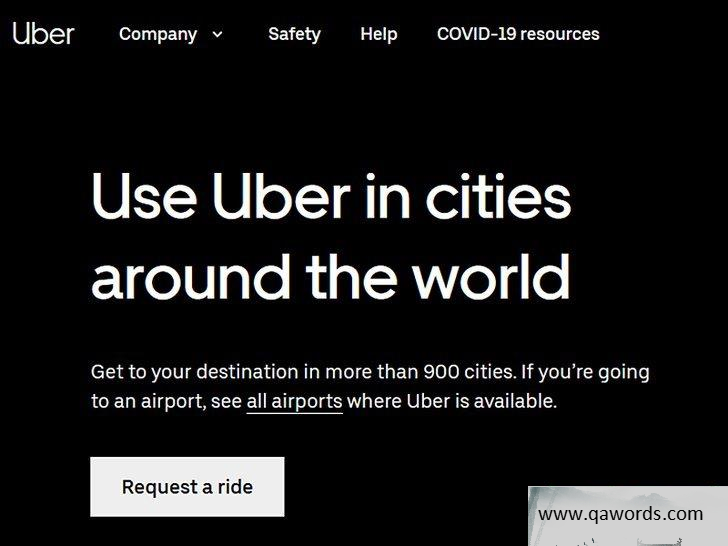 Uber Company Safety Help COVID-19 resources
Use Uber in cities
around the world
Get to your destination in more than 900 cities. If you’re going
to an airport, see all airports where Uber is available.
Request a ride
www.qawords.com